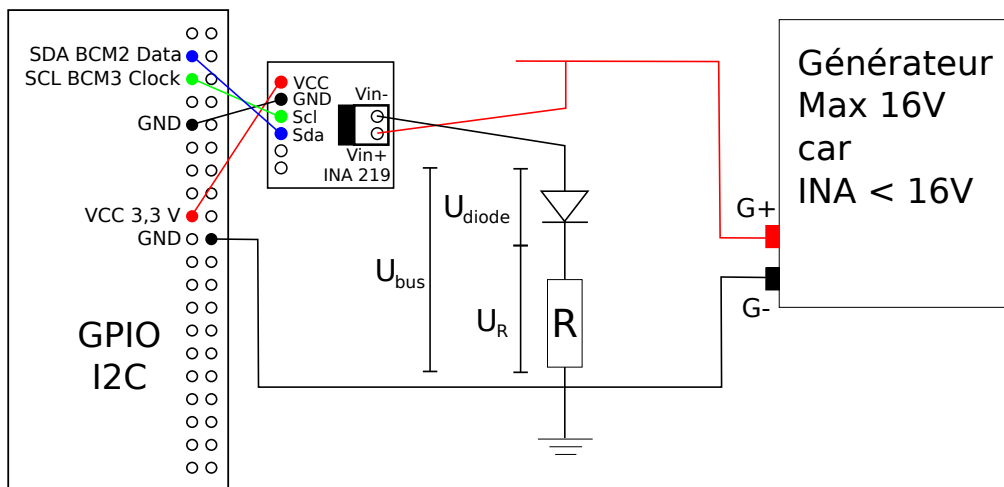 SDA BCM2 Data
SCL BCM3 Clock
GND
VCC 3,3 V
GND
GPIO
I2C
VCC
GND
Scl
Sda
Vin-
Vin+
INA 219
Udiode
Ubus
UR
R
G+
G-
Générateur
Max 16V
car
INA < 16V